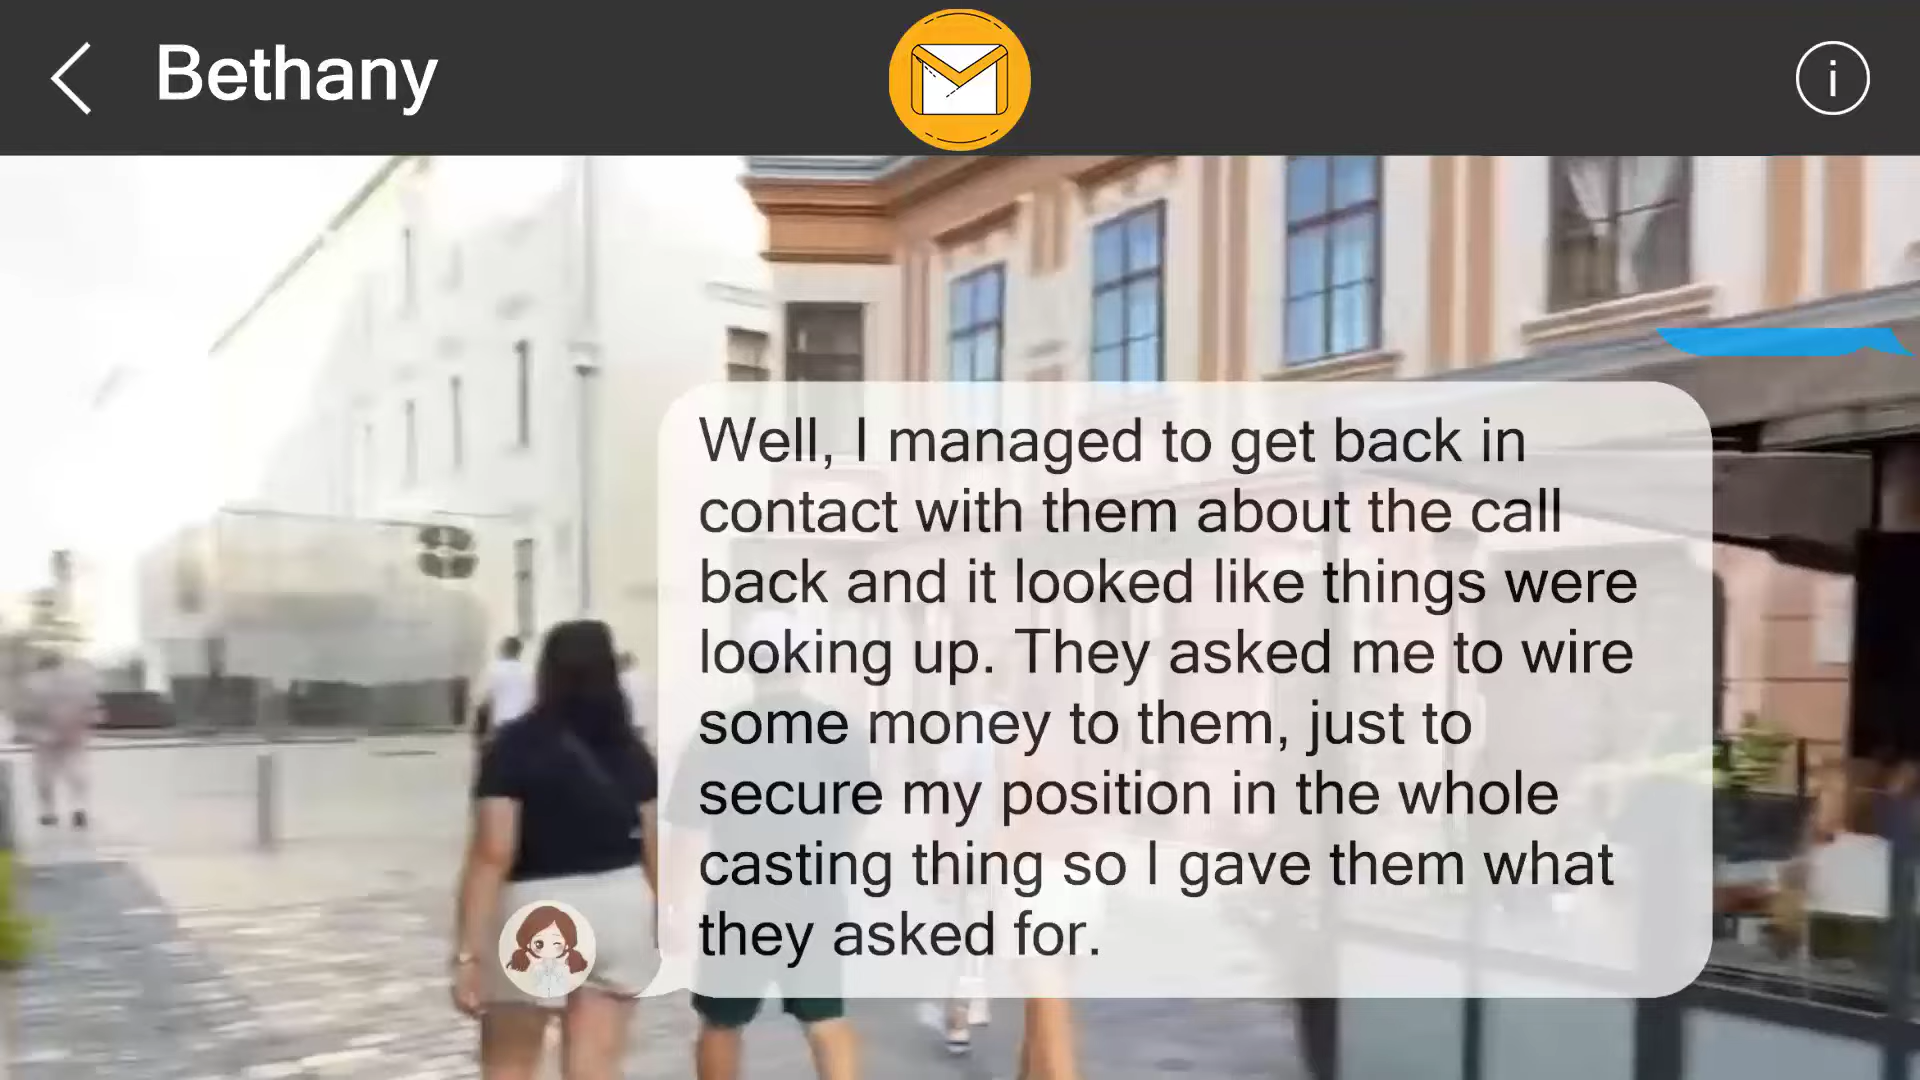 Bethany
Well, I managed to get back in
contact with them about the call
back and it looked like things were
looking up. They asked me to wire
some money to them, just to
secure my position in the whole
casting thing so I gave them what
they asked for.